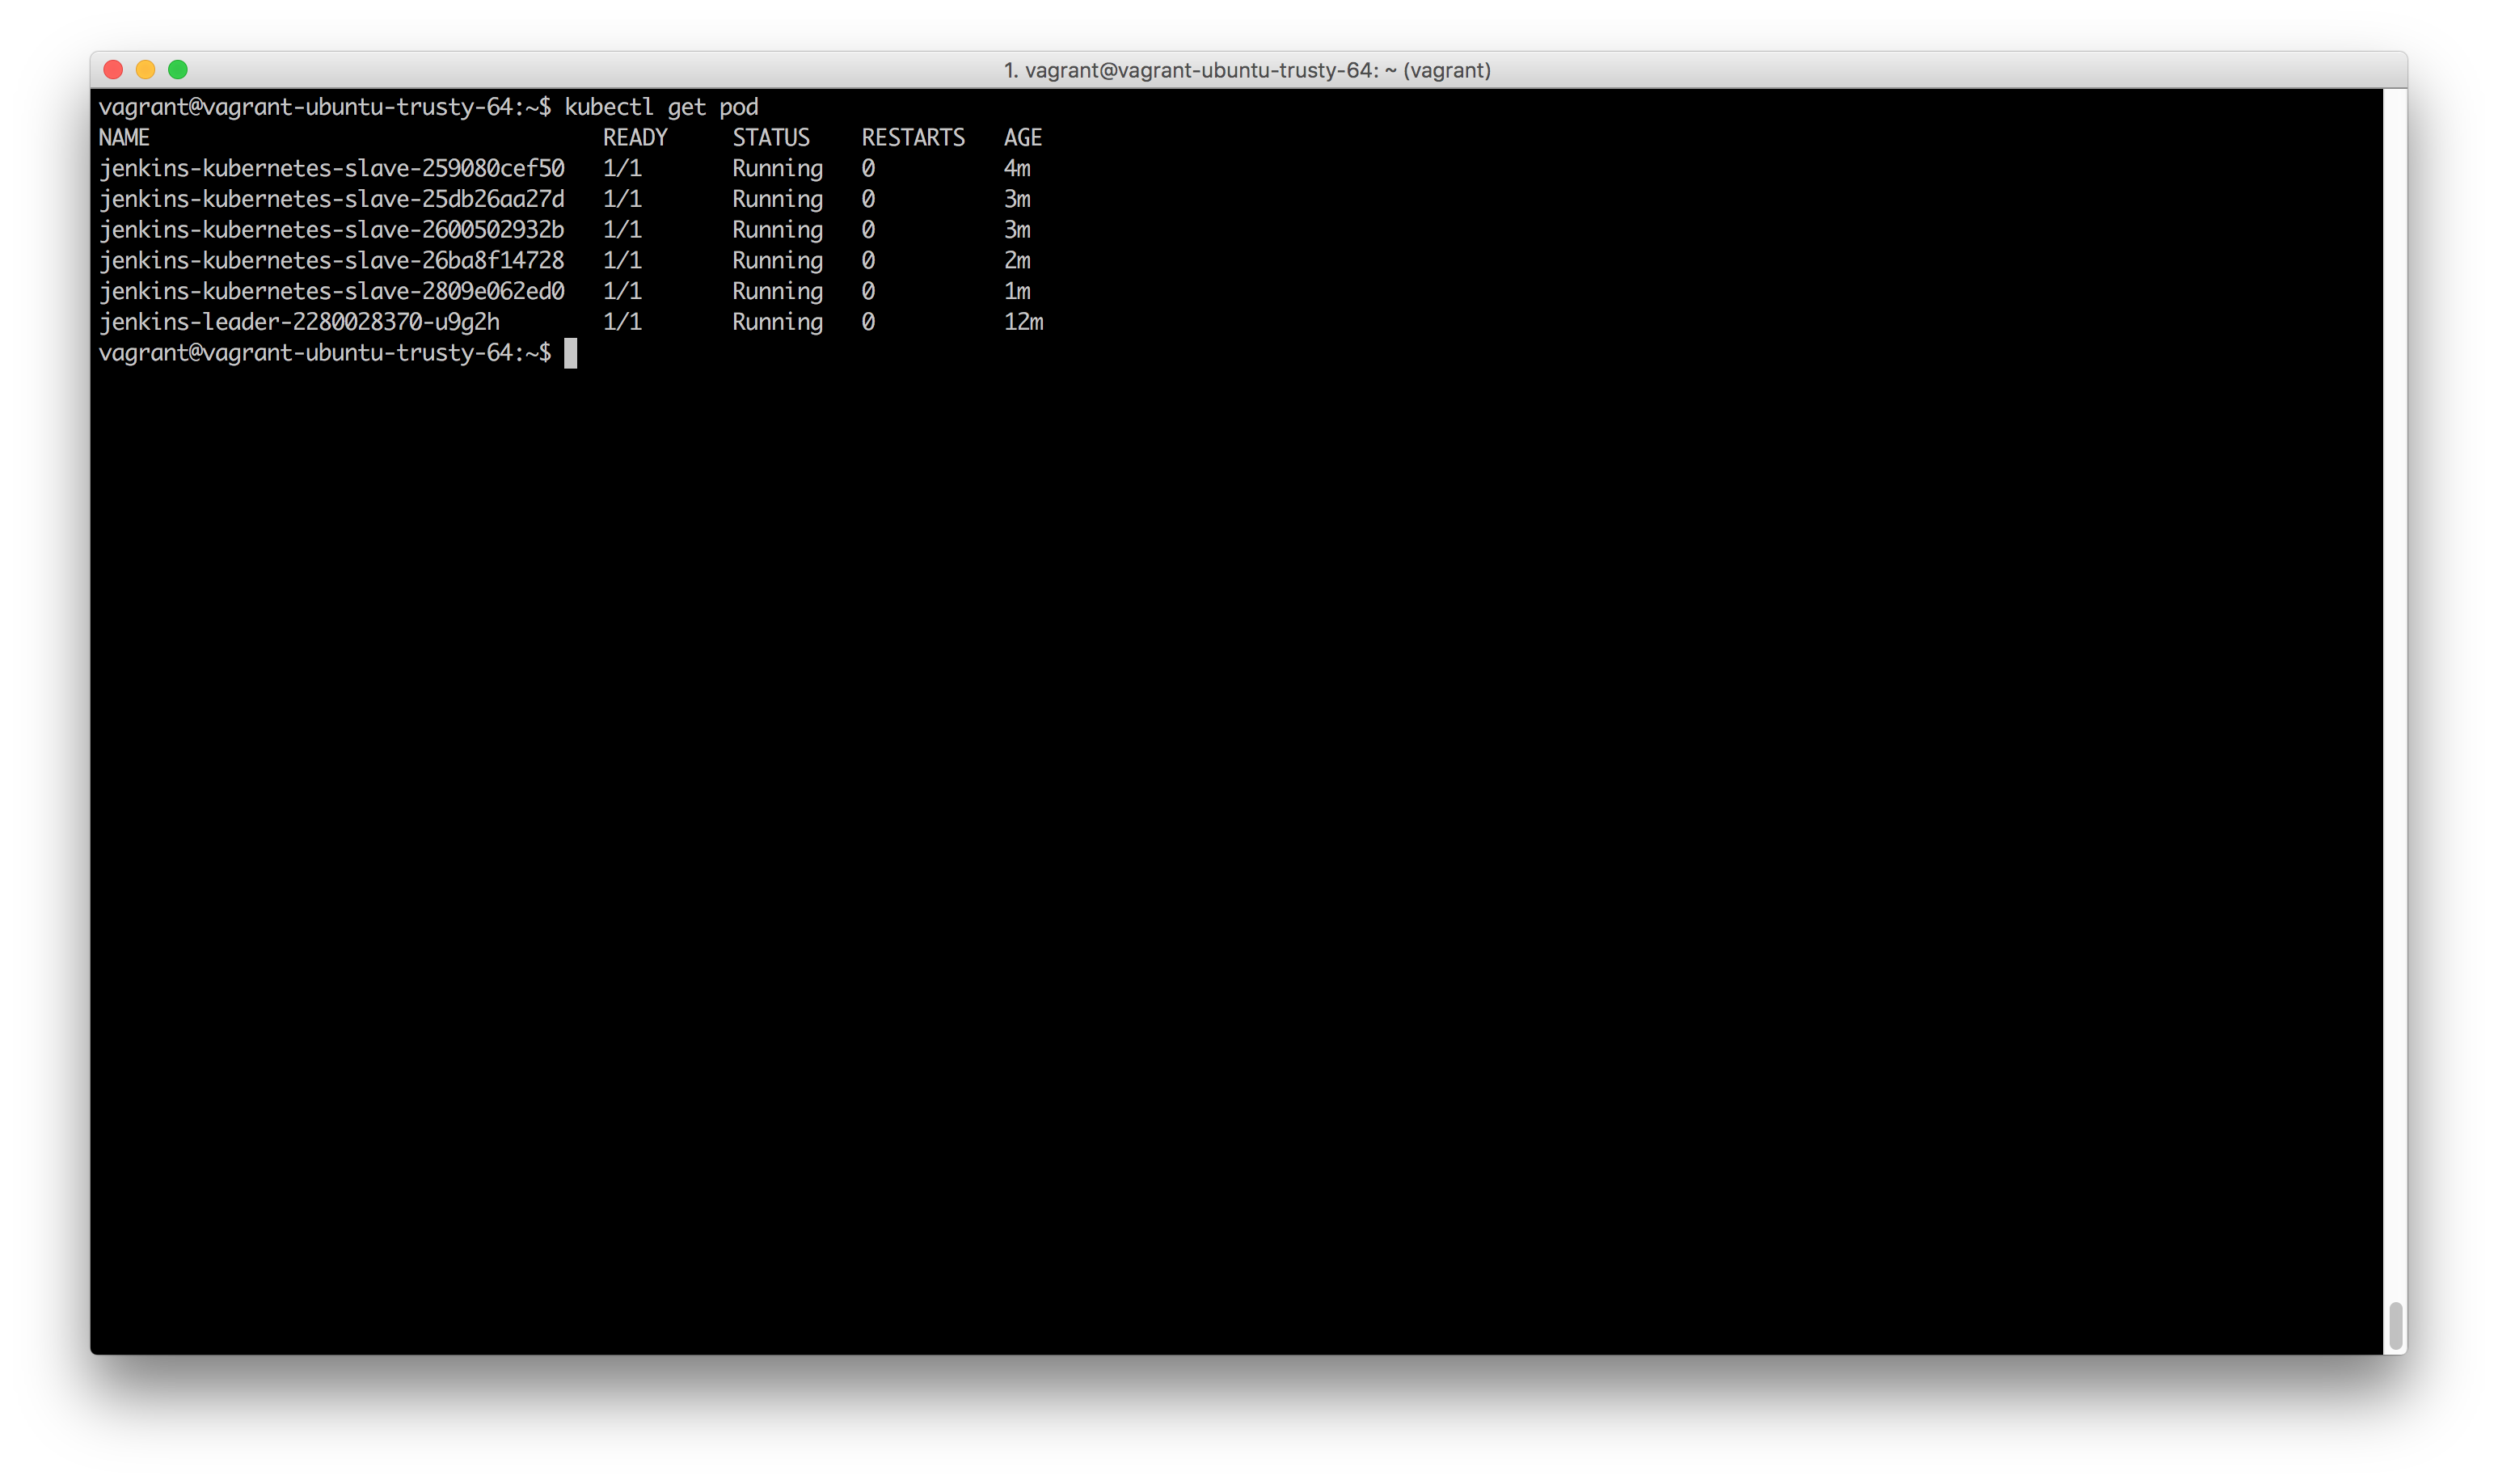 1. vagrant@vagrant-ubuntu-trusty-64: ~ (vagrant)
vagrant@vagrant-ubuntu-trusty-64:~$ kubectl get pod
NAME                                   READY     STATUS    RESTARTS   AGE
jenkins-kubernetes-slave-259080cef50   1/1       Running   0          4m
jenkins-kubernetes-slave-25db26aa27d   1/1       Running   0          3m
jenkins-kubernetes-slave-2600502932b   1/1       Running   0          3m
jenkins-kubernetes-slave-26ba8f14728   1/1       Running   0          2m
jenkins-kubernetes-slave-2809e062ed0   1/1       Running   0          1m
jenkins-leader-2280028370-u9g2h        1/1       Running   0          12m
vagrant@vagrant-ubuntu-trusty-64:~$